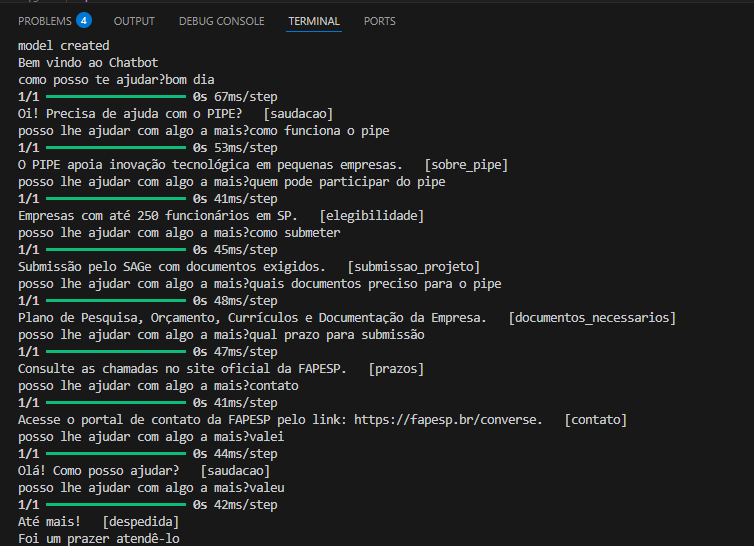 PROBLEMS 4 OUTPUT DEBUG CONSOLE TERMINAL PORTS
model created
Bem vindo ao Chatbot
como posso te ajudar?bom dia
1/1 0s 67ms/step
Oi! Precisa de ajuda com o PIPE? [saudacao]
posso lhe ajudar com algo a mais?como funciona o pipe
1/1 0s 53ms/step
O PIPE apoia inovação tecnológica em pequenas empresas. [sobre_pipe]
posso lhe ajudar com algo a mais?quem pode participar do pipe
1/1 0s 41ms/step
Empresas com até 250 funcionários em SP. [elegibilidade]
posso lhe ajudar com algo a mais?como submeter
1/1 0s 45ms/step
Submissão pelo SAGe com documentos exigidos. [submissao_projeto]
posso lhe ajudar com algo a mais?quais documentos preciso para o pipe
1/1 0s 48ms/step
Plano de Pesquisa, Orçamento, Currículos e Documentação da Empresa. [documentos_necessarios]
posso lhe ajudar com algo a mais?qual prazo para submissão
1/1 0s 47ms/step
Consulte as chamadas no site oficial da FAPESP. [prazos]
posso lhe ajudar com algo a mais?contato
1/1 0s 41ms/step
Acesse o portal de contato da FAPESP pelo link: https://fapesp.br/converse. [contato]
posso lhe ajudar com algo a mais?valei
1/1 0s 44ms/step
Olá! Como posso ajudar? [saudacao]
posso lhe ajudar com algo a mais?valeu
1/1 0s 42ms/step
Até mais! [despedida]
Foi um prazer atendê-lo